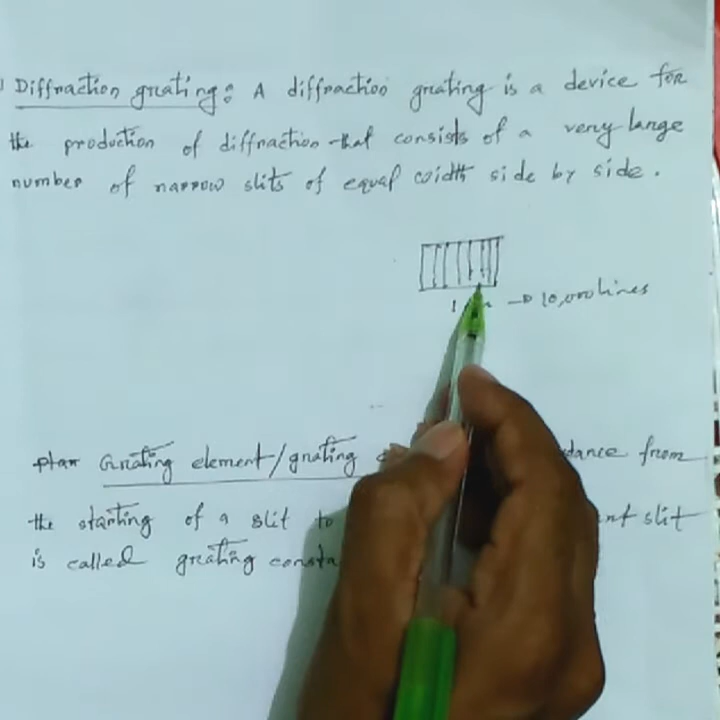 Diffraction grating: A diffraction grating is a device for
the production of diffraction that consists of a very large
number of narrow slits of equal width side by side.
1 → 10,000 lines
Grating element/grating from
the starting of a slit to slit
is called grating